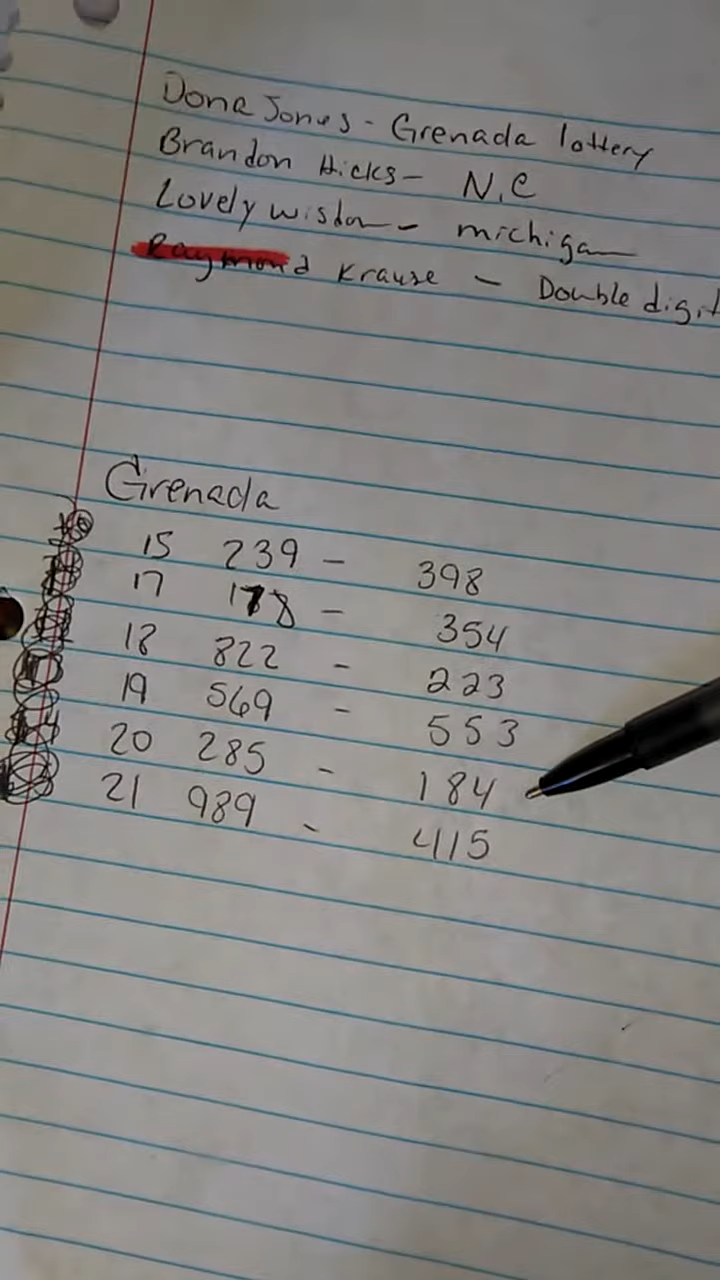 Dona Jones - Grenada lottery
Brandon Hicks - N.C
Lovely wisdom - michigan
Raymond Krause - Double digit
Grenada
15 239 - 398
17 178 - 354
18 822 - 223
19 569 - 553
20 285 - 184
21 989 - 415